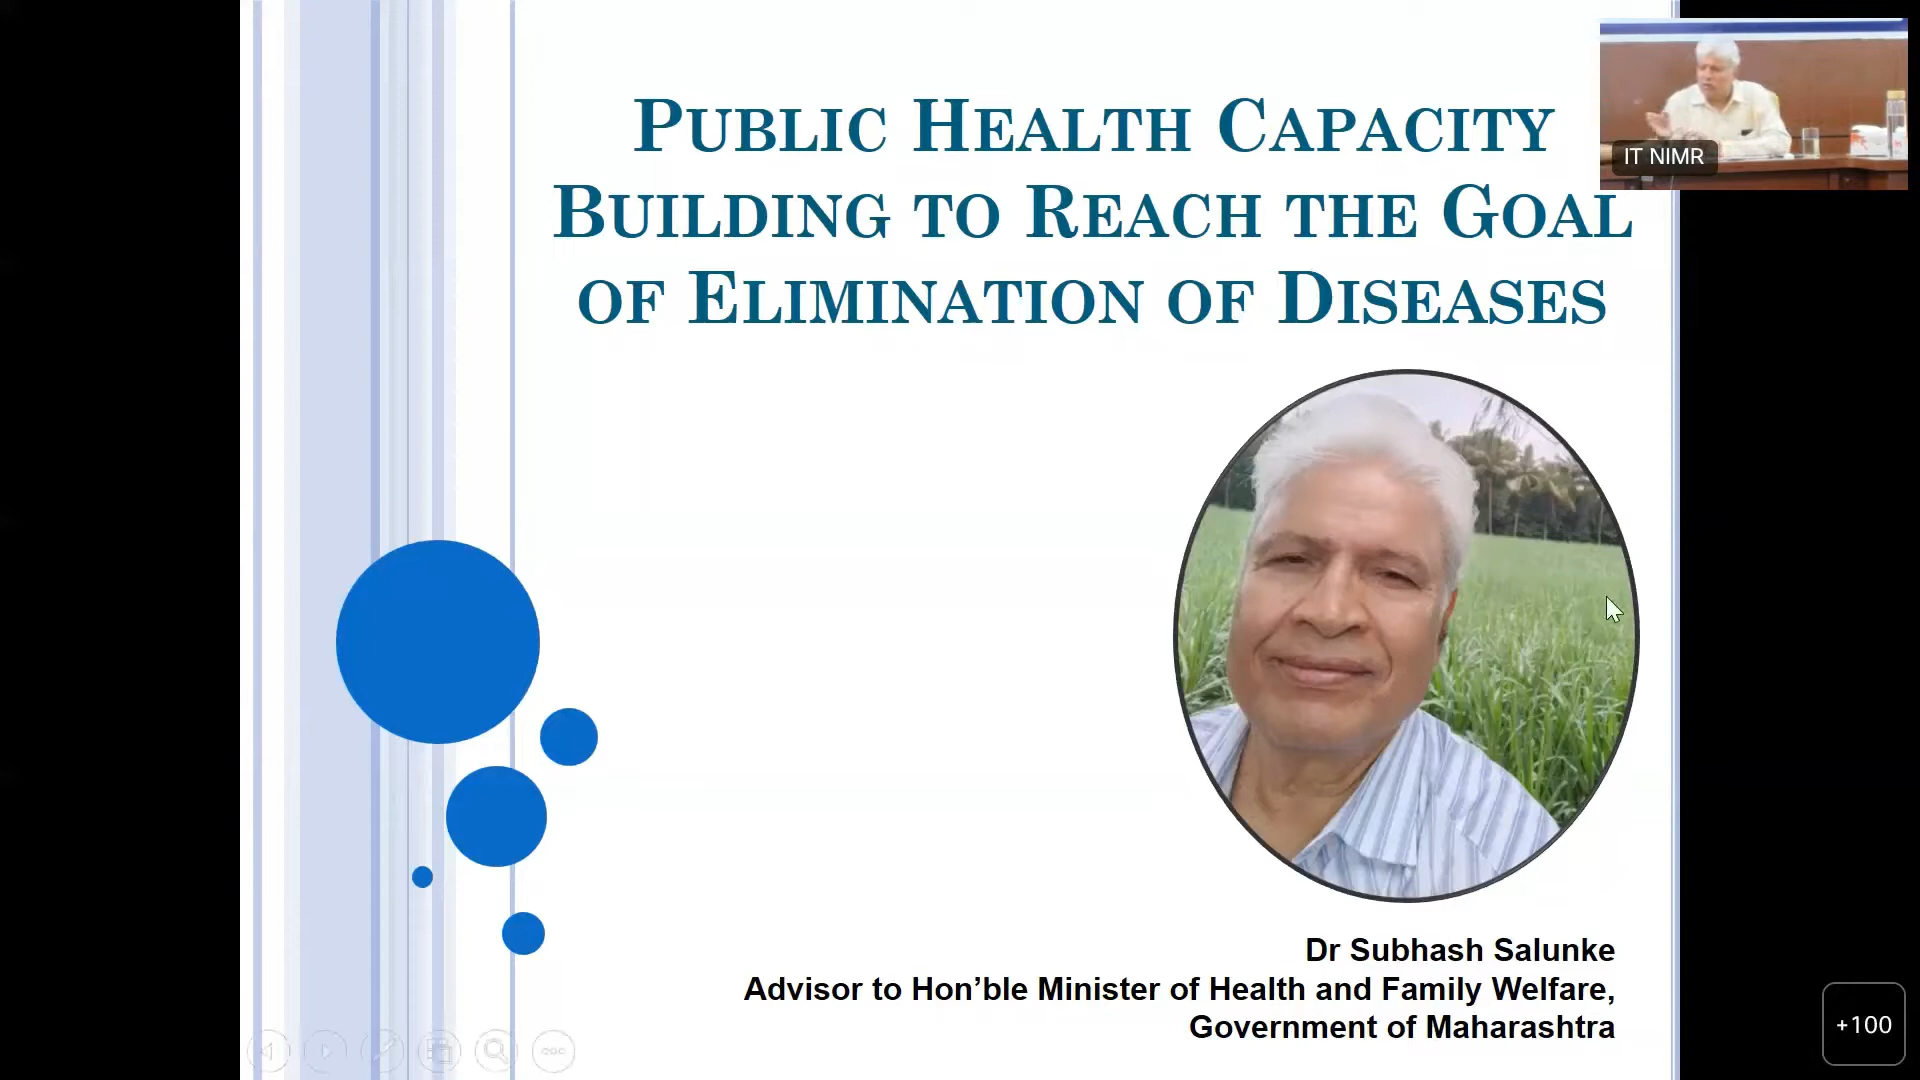 PUBLIC HEALTH CAPACITY
BUILDING TO REACH THE GOAL
OF ELIMINATION OF DISEASES
IT NIMR
Dr Subhash Salunke
Advisor to Hon’ble Minister of Health and Family Welfare,
Government of Maharashtra
+100